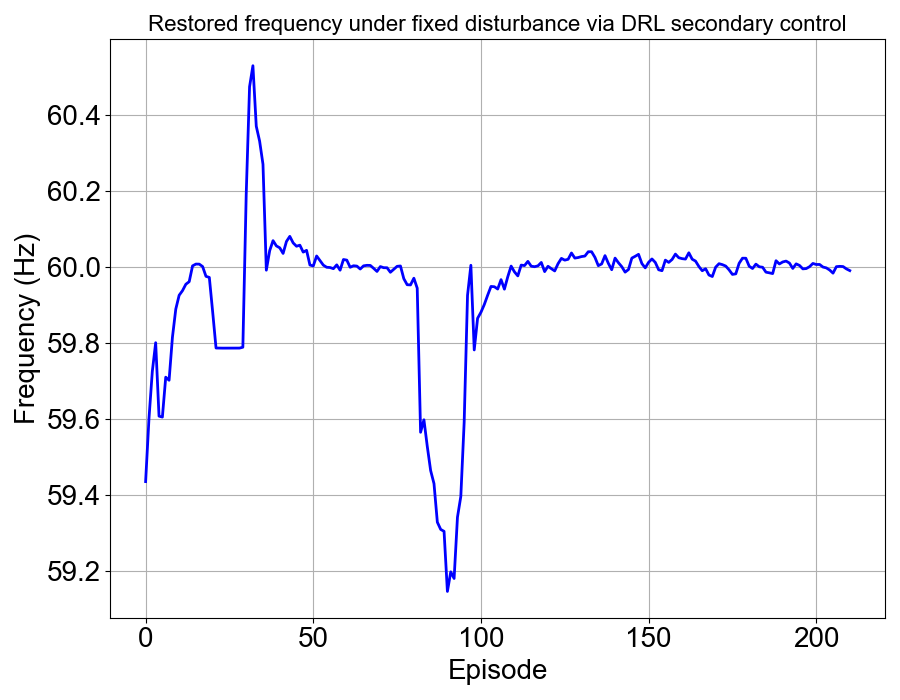 Restored frequency under fixed disturbance via DRL secondary control
Frequency (Hz)
60.4
60.2
60.0
59.8
59.6
59.4
59.2
0 50 100 150 200
Episode